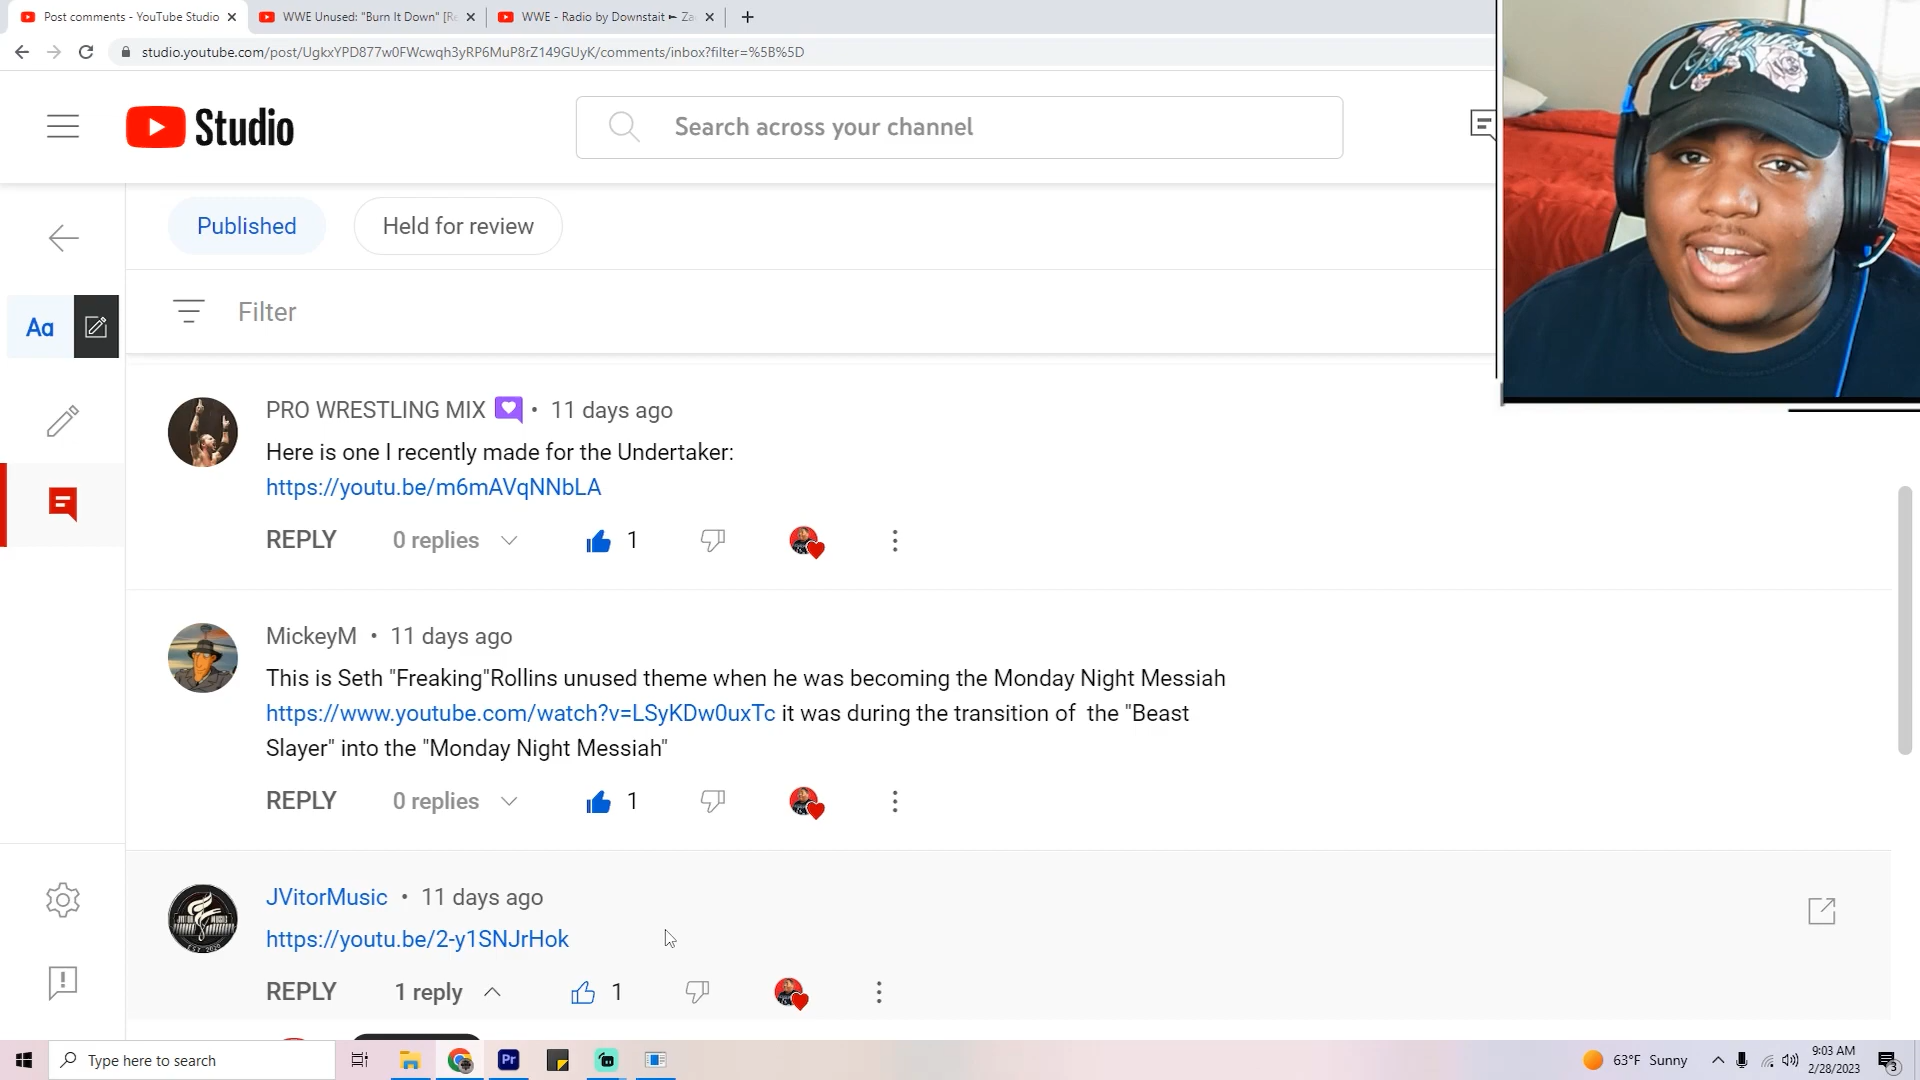 Post comments - YouTube Studio
WWE Unused: "Burn It Down" [Re
WWE - Radio by Downstait ► Za
studio.youtube.com/post/UgkxYPD877w0FWcwqh3yRP6MuP8rZ149GUyK/comments/inbox?filter=%5B%5D
Studio
Search across your channel
Published
Held for review
Aa
Filter
PRO WRESTLING MIX • 11 days ago
Here is one I recently made for the Undertaker:
https://youtu.be/m6mAVqNNbLA
REPLY 0 replies 1
MickeyM • 11 days ago
This is Seth "Freaking"Rollins unused theme when he was becoming the Monday Night Messiah
https://www.youtube.com/watch?v=LSyKDw0uxTc it was during the transition of the "Beast
Slayer" into the "Monday Night Messiah"
REPLY 0 replies 1
JVitorMusic • 11 days ago
https://youtu.be/2-y1SNJrHok
REPLY 1 reply 1
Type here to search
Pr
63°F Sunny
9:03 AM
2/28/2023
3